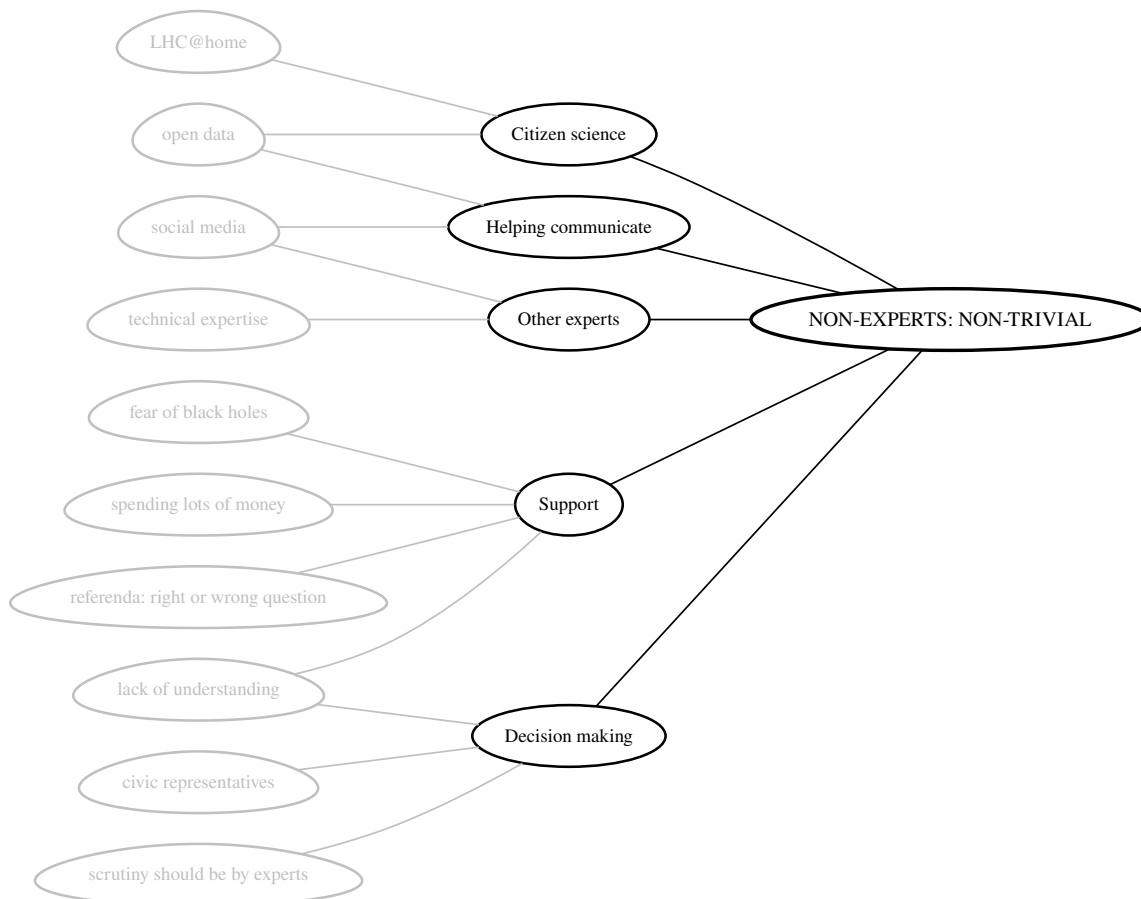 LHC@home
open data
Citizen science
social media
Helping communicate
technical expertise
Other experts
NON-EXPERTS: NON-TRIVIAL
fear of black holes
spending lots of money
Support
referenda: right or wrong question
lack of understanding
Decision making
civic representatives
scrutiny should be by experts